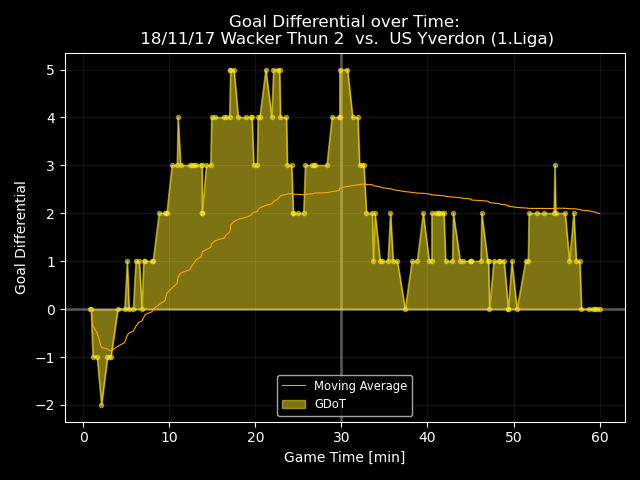 Goal Differential over Time:
18/11/17 Wacker Thun 2  vs.  US Yverdon (1.Liga)
5
4
3
2
1
0
−1
−2
Goal Differential
Moving Average
GDoT
0 10 20 30 40 50 60
Game Time [min]